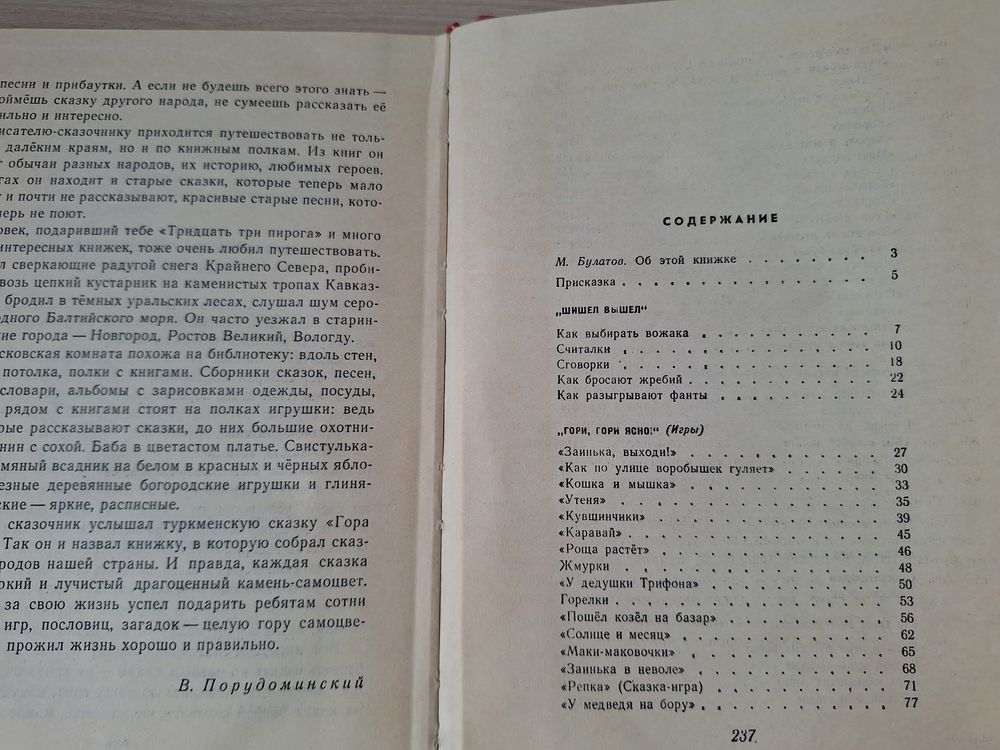 песни и прибаутки. А если не будешь всего этого знать —
оймёшь сказку другого народа, не сумеешь рассказать её
ильно и интересно.
исателю-сказочнику приходится путешествовать не толь-
далёким краям, но и по книжным полкам. Из книг он
т обычаи разных народов, их историю, любимых героев.
гах он находит и старые сказки, которые теперь мало
т и почти не рассказывают, красивые старые песни, кото-
перь не поют.
овек, подаривший тебе «Тридцать три пирога» и много
интересных книжек, тоже очень любил путешествовать.
л сверкающие радугой снега Крайнего Севера, проби-
возь цепкий кустарник на каменистых тропах Кавказ-
бродил в тёмных уральских лесах, слушал шум серо-
дного Балтийского моря. Он часто уезжал в старин-
кие города — Новгород, Ростов Великий, Вологду.
сковская комната похожа на библиотеку: вдоль стен,
потолка, полки с книгами. Сборники сказок, песен,
словари, альбомы с зарисовками одежды, посуды,
рядом с книгами стоят на полках игрушки: ведь
рые рассказывают сказки, до них большие охотни-
нин с сохой. Баба в цветастом платье. Свистулька-
мяный всадник на белом в красных и чёрных ябло-
езные деревянные богородские игрушки и глиня-
ские — яркие, расписные.
сказочник услышал туркменскую сказку «Гора
Так он и назвал книжку, в которую собрал сказ-
родов нашей страны. И правда, каждая сказка
ркий и лучистый драгоценный камень-самоцвет.
за свою жизнь успел подарить ребятам сотни
игр, пословиц, загадок — целую гору самоцве-
прожил жизнь хорошо и правильно.
В. Порудоминский
СОДЕРЖАНИЕ
М. Булатов. Об этой книжке . . . . . . . . 3
Присказка . . . . . . . . . . . . . . . 5
„ШИШЕЛ ВЫШЕЛ“
Как выбирать вожака . . . . . . . . . . . 7
Считалки . . . . . . . . . . . . . . . 10
Сговорки . . . . . . . . . . . . . . . 18
Как бросают жребий . . . . . . . . . . . 22
Как разыгрывают фанты . . . . . . . . . . 24
„ГОРИ, ГОРИ ЯСНО!“ (Игры)
«Заинька, выходи!» . . . . . . . . . . . 27
«Как по улице воробышек гуляет» . . . . . . 30
«Кошка и мышка» . . . . . . . . . . . . 33
«Утеня» . . . . . . . . . . . . . . . 35
«Кувшинчики» . . . . . . . . . . . . . 39
«Каравай» . . . . . . . . . . . . . . 45
«Роща растёт» . . . . . . . . . . . . . 46
Жмурки . . . . . . . . . . . . . . . 48
«У дедушки Трифона» . . . . . . . . . . . 50
Горелки . . . . . . . . . . . . . . . 53
«Пошёл козёл на базар» . . . . . . . . . . 56
«Солнце и месяц» . . . . . . . . . . . . 62
«Маки-маковочки» . . . . . . . . . . . . 65
«Заинька в неволе» . . . . . . . . . . . 68
«Репка» (Сказка-игра) . . . . . . . . . . 71
«У медведя на бору» . . . . . . . . . . . 77
237